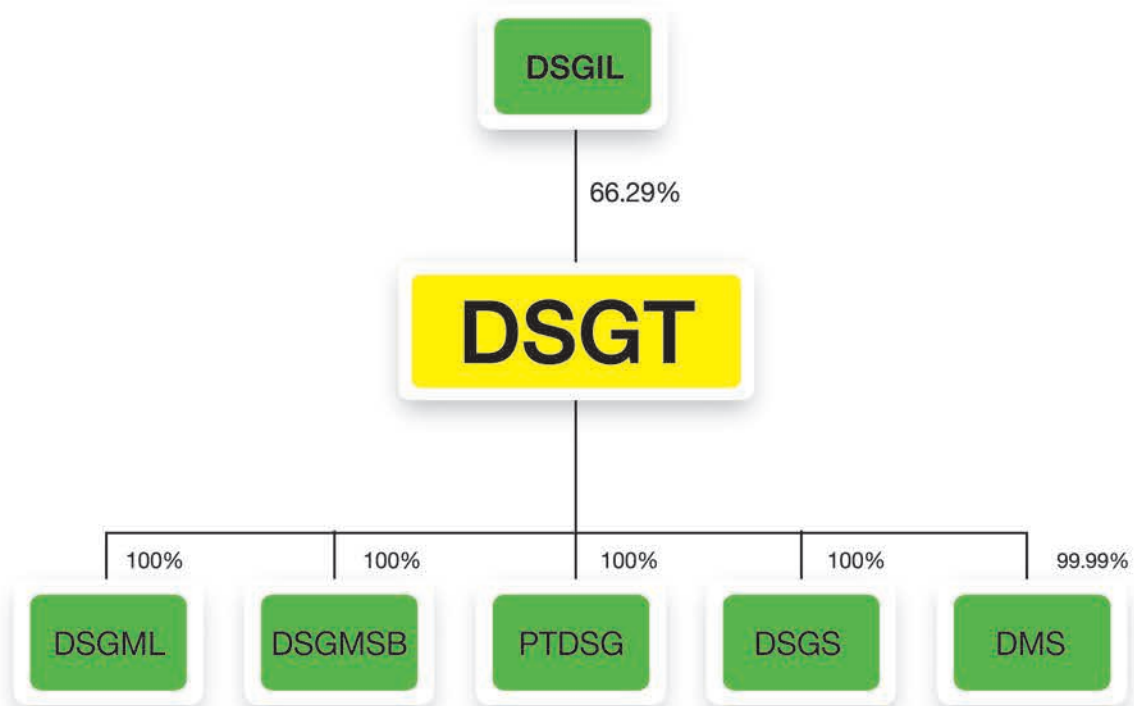 DSGIL
66.29%
DSGT
100% 100% 100% 100% 99.99%
DSGML DSGMSB PTDSG DSGS DMS